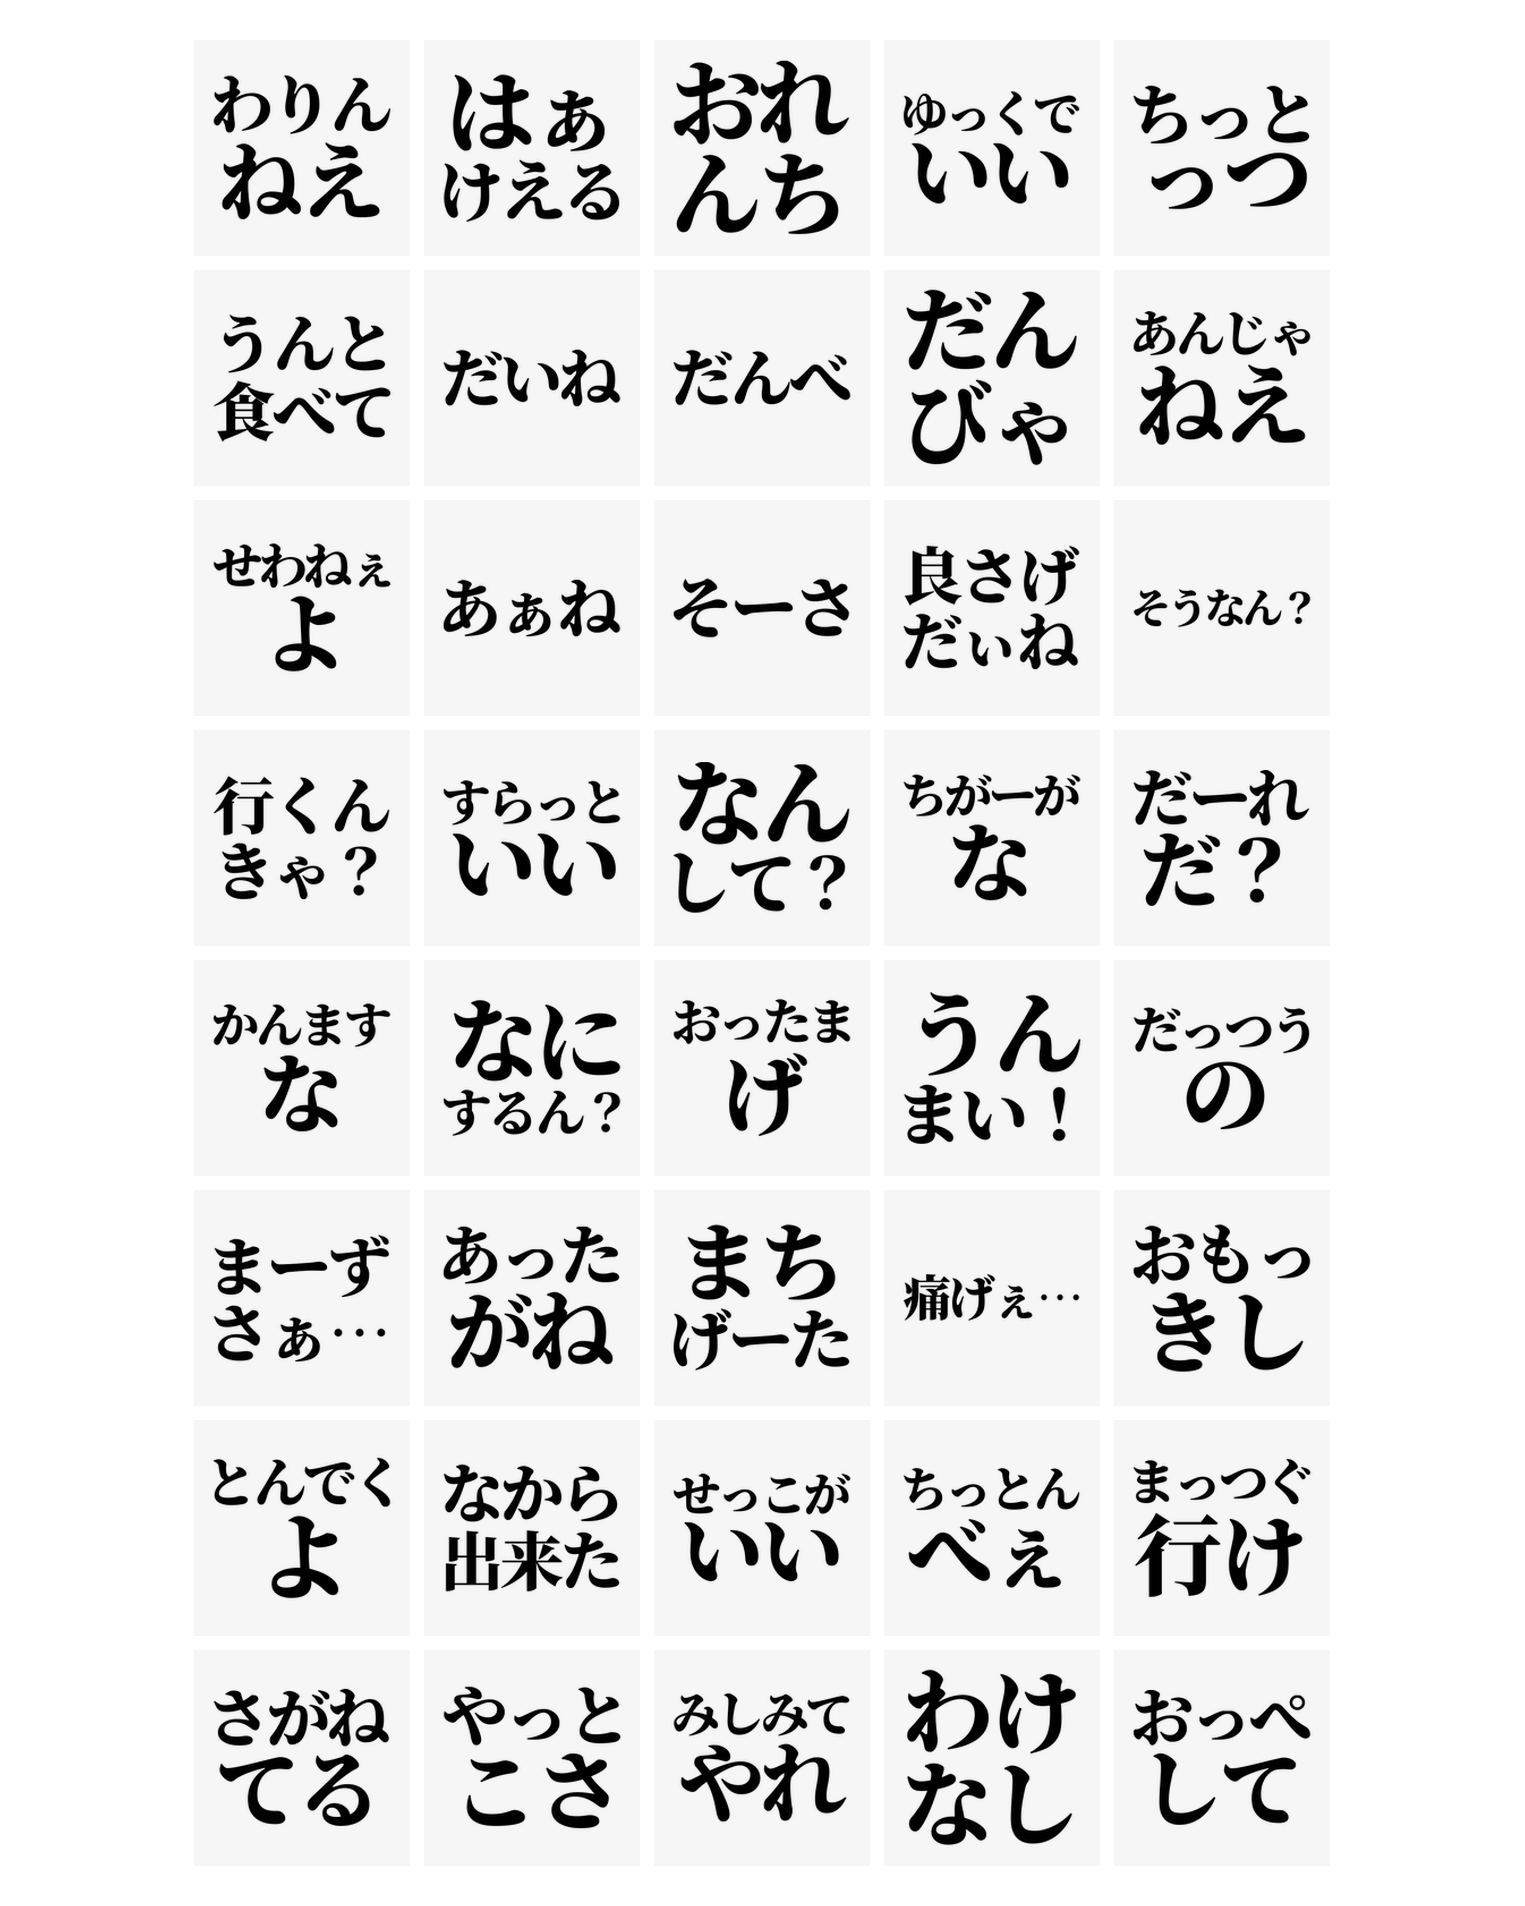 わりん
ねえ
はぁ
けえる
おれ
んち
ゆっくで
いい
ちっと
っつ
うんと
食べて
だいね
だんべ
だん
びゃ
あんじゃ
ねえ
せわねぇ
よ
あぁね
そーさ
良さげ
だぃね
そうなん？
行くん
きゃ？
すらっと
いい
なん
して？
ちがーが
な
だーれ
だ？
かんます
な
なに
するん？
おったま
げ
うん
まい！
だっつう
の
まーず
さぁ…
あった
がね
まち
げーた
痛げぇ…
おもっ
きし
とんでく
よ
なから
出来た
せっこが
いい
ちっとん
べぇ
まっつぐ
行け
さがね
てる
やっと
こさ
みしみて
やれ
わけ
なし
おっぺ
して